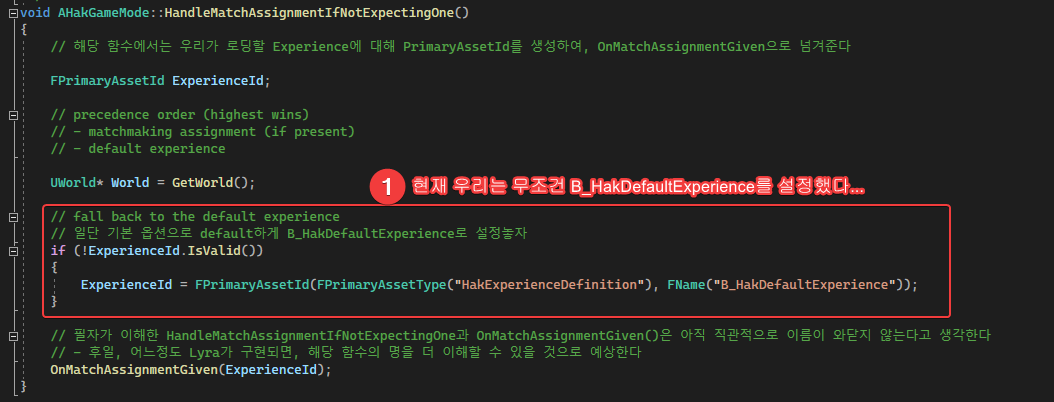 void AHakGameMode::HandleMatchAssignmentIfNotExpectingOne()
{
// 해당 함수에서는 우리가 로딩할 Experience에 대해 PrimaryAssetId를 생성하여, OnMatchAssignmentGiven으로 넘겨준다
FPrimaryAssetId ExperienceId;
// precedence order (highest wins)
// - matchmaking assignment (if present)
// - default experience
UWorld* World = GetWorld();
1 현재 우리는 무조건 B_HakDefaultExperience를 설정했다...
// fall back to the default experience
// 일단 기본 옵션으로 default하게 B_HakDefaultExperience로 설정놓자
if (!ExperienceId.IsValid())
{
ExperienceId = FPrimaryAssetId(FPrimaryAssetType("HakExperienceDefinition"), FName("B_HakDefaultExperience"));
}
// 필자가 이해한 HandleMatchAssignmentIfNotExpectingOne과 OnMatchAssignmentGiven()은 아직 직관적으로 이름이 와닫지 않는다고 생각한다
// - 후일, 어느정도 Lyra가 구현되면, 해당 함수의 명을 더 이해할 수 있을 것으로 예상한다
OnMatchAssignmentGiven(ExperienceId);
}